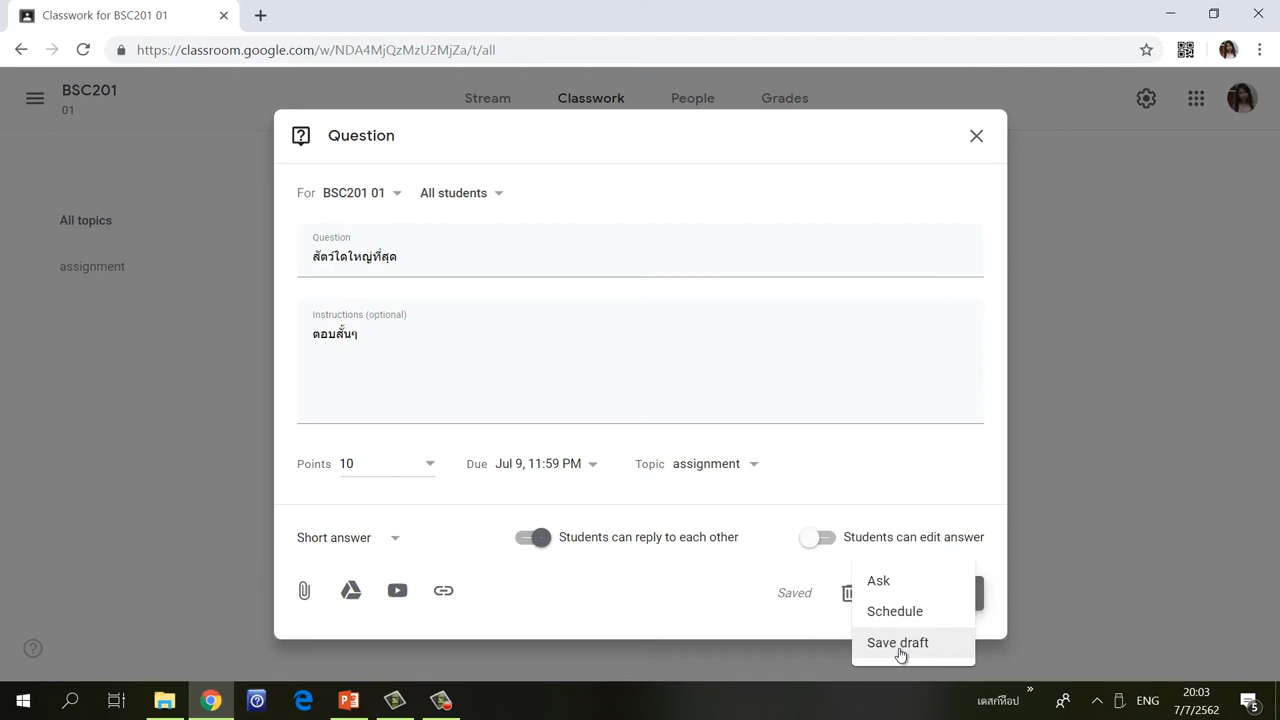 Classwork for BSC201 01
https://classroom.google.com/w/NDA4MjQzMzU2MjZa/t/all
BSC201
01
Stream
Classwork
People
Grades
Question
All topics
assignment
For BSC201 01
All students
Question
สัตว์ใดใหญ่ที่สุด
Instructions (optional)
ตอบสั้นๆ
Points 10
Due Jul 9, 11:59 PM
Topic assignment
Short answer
Students can reply to each other
Students can edit answer
Saved
Ask
Schedule
Save draft
เดสก์ท็อป
ENG
20:03
7/7/2562
5